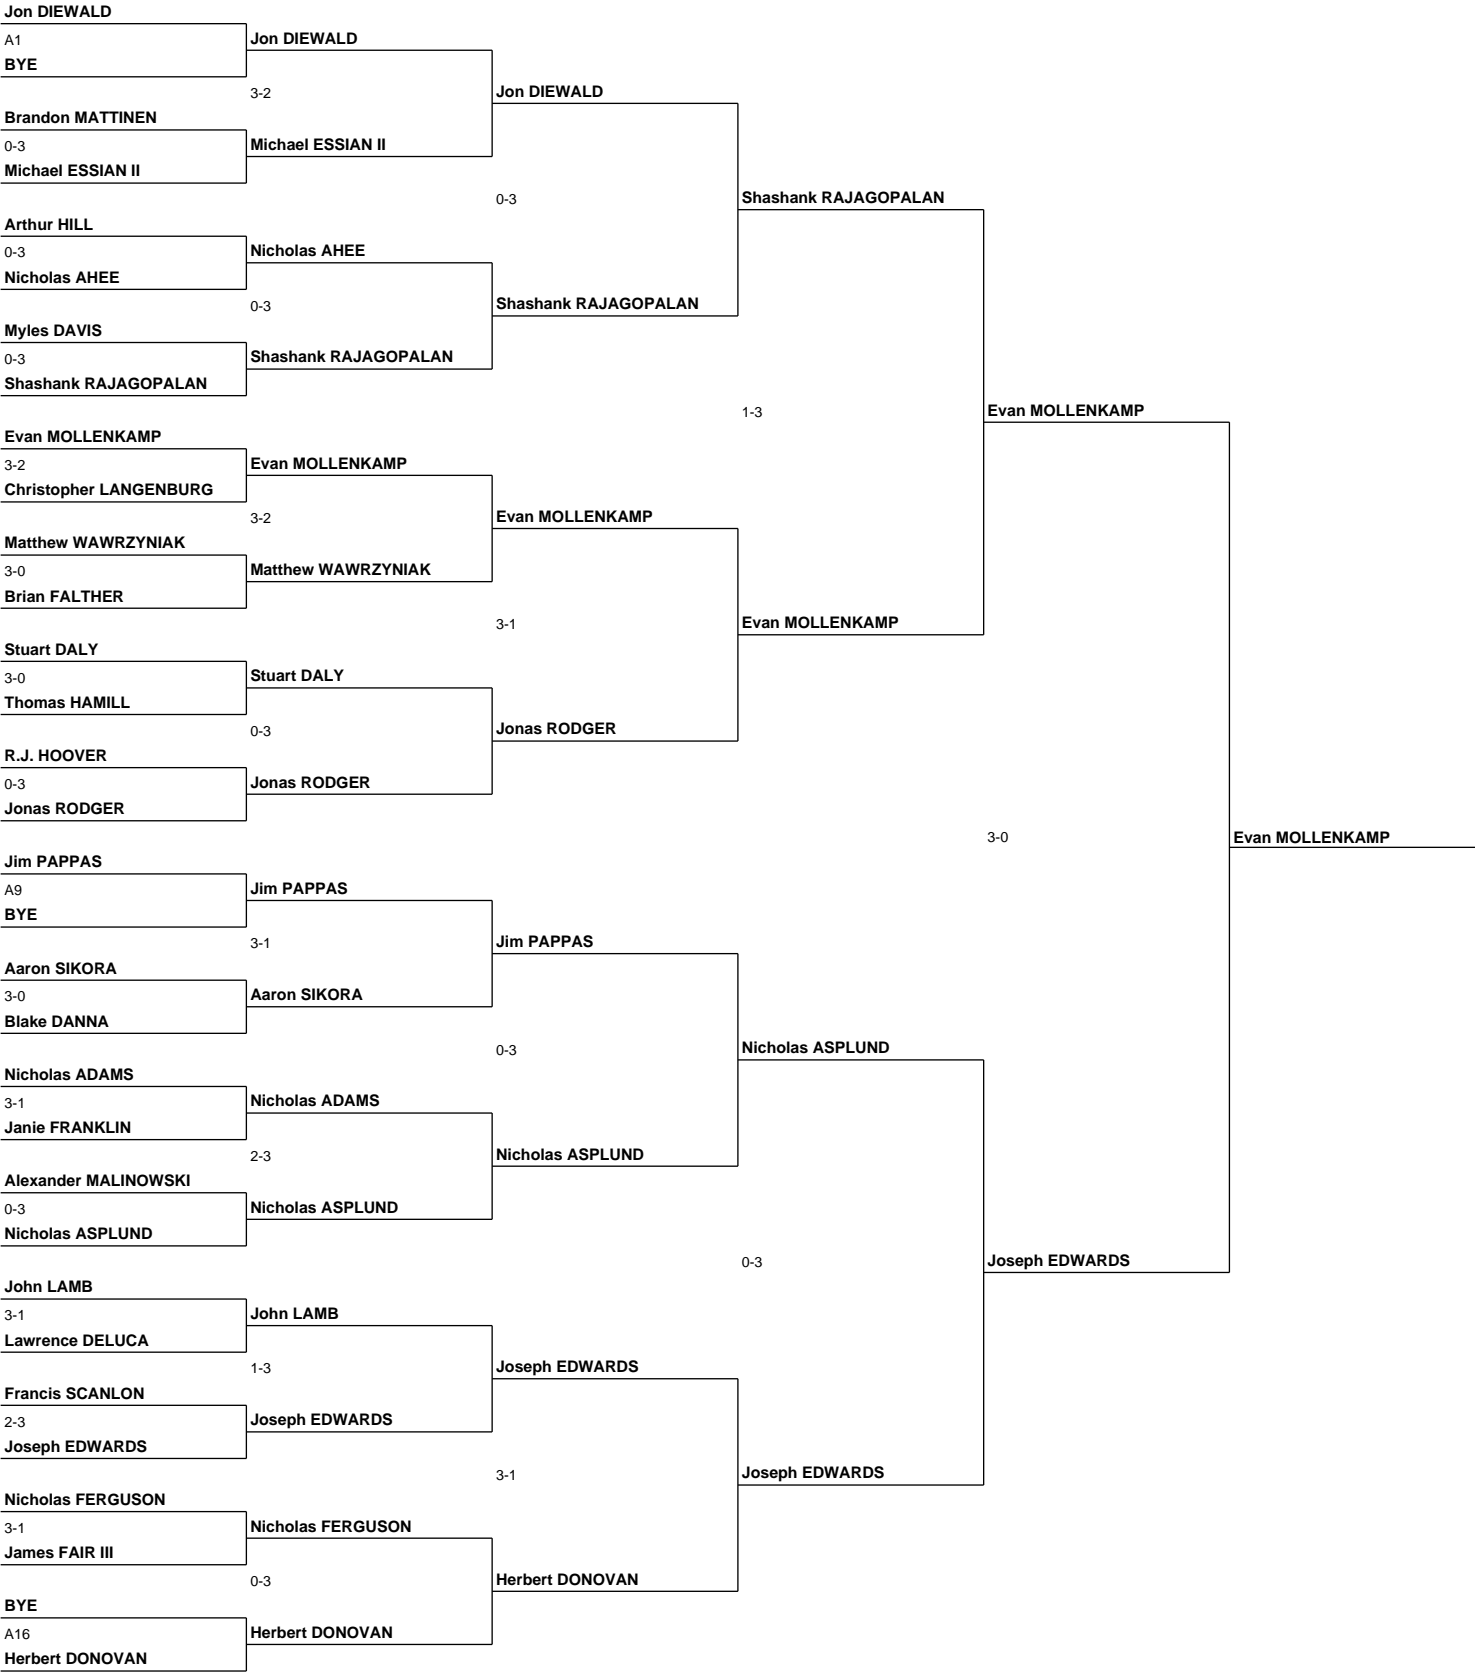 Jon DIEWALD
A1
BYE
Brandon MATTINEN
0-3
Michael ESSIAN II
Arthur HILL
0-3
Nicholas AHEE
Myles DAVIS
0-3
Shashank RAJAGOPALAN
Evan MOLLENKAMP
3-2
Christopher LANGENBURG
Matthew WAWRZYNIAK
3-0
Brian FALTHER
Stuart DALY
3-0
Thomas HAMILL
R.J. HOOVER
0-3
Jonas RODGER
Jim PAPPAS
A9
BYE
Aaron SIKORA
3-0
Blake DANNA
Nicholas ADAMS
3-1
Janie FRANKLIN
Alexander MALINOWSKI
0-3
Nicholas ASPLUND
John LAMB
3-1
Lawrence DELUCA
Francis SCANLON
2-3
Joseph EDWARDS
Nicholas FERGUSON
3-1
James FAIR III
BYE
A16
Herbert DONOVAN
Jon DIEWALD
3-2
Michael ESSIAN II
Nicholas AHEE
0-3
Shashank RAJAGOPALAN
Evan MOLLENKAMP
3-2
Matthew WAWRZYNIAK
Stuart DALY
0-3
Jonas RODGER
Jim PAPPAS
3-1
Aaron SIKORA
Nicholas ADAMS
2-3
Nicholas ASPLUND
John LAMB
1-3
Joseph EDWARDS
Nicholas FERGUSON
0-3
Herbert DONOVAN
Jon DIEWALD
0-3
Shashank RAJAGOPALAN
Evan MOLLENKAMP
3-1
Jonas RODGER
Jim PAPPAS
0-3
Nicholas ASPLUND
Joseph EDWARDS
3-1
Herbert DONOVAN
Shashank RAJAGOPALAN
1-3
Evan MOLLENKAMP
Nicholas ASPLUND
0-3
Joseph EDWARDS
Evan MOLLENKAMP
3-0
Joseph EDWARDS
Evan MOLLENKAMP